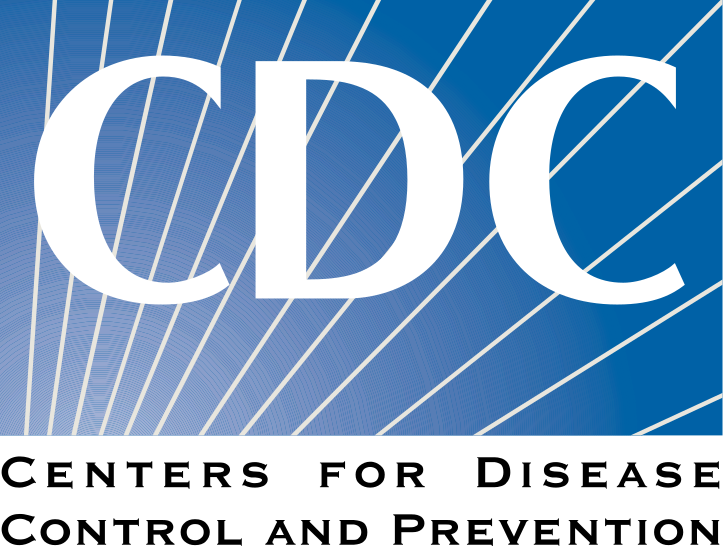 CDC
CENTERS FOR DISEASE
CONTROL AND PREVENTION